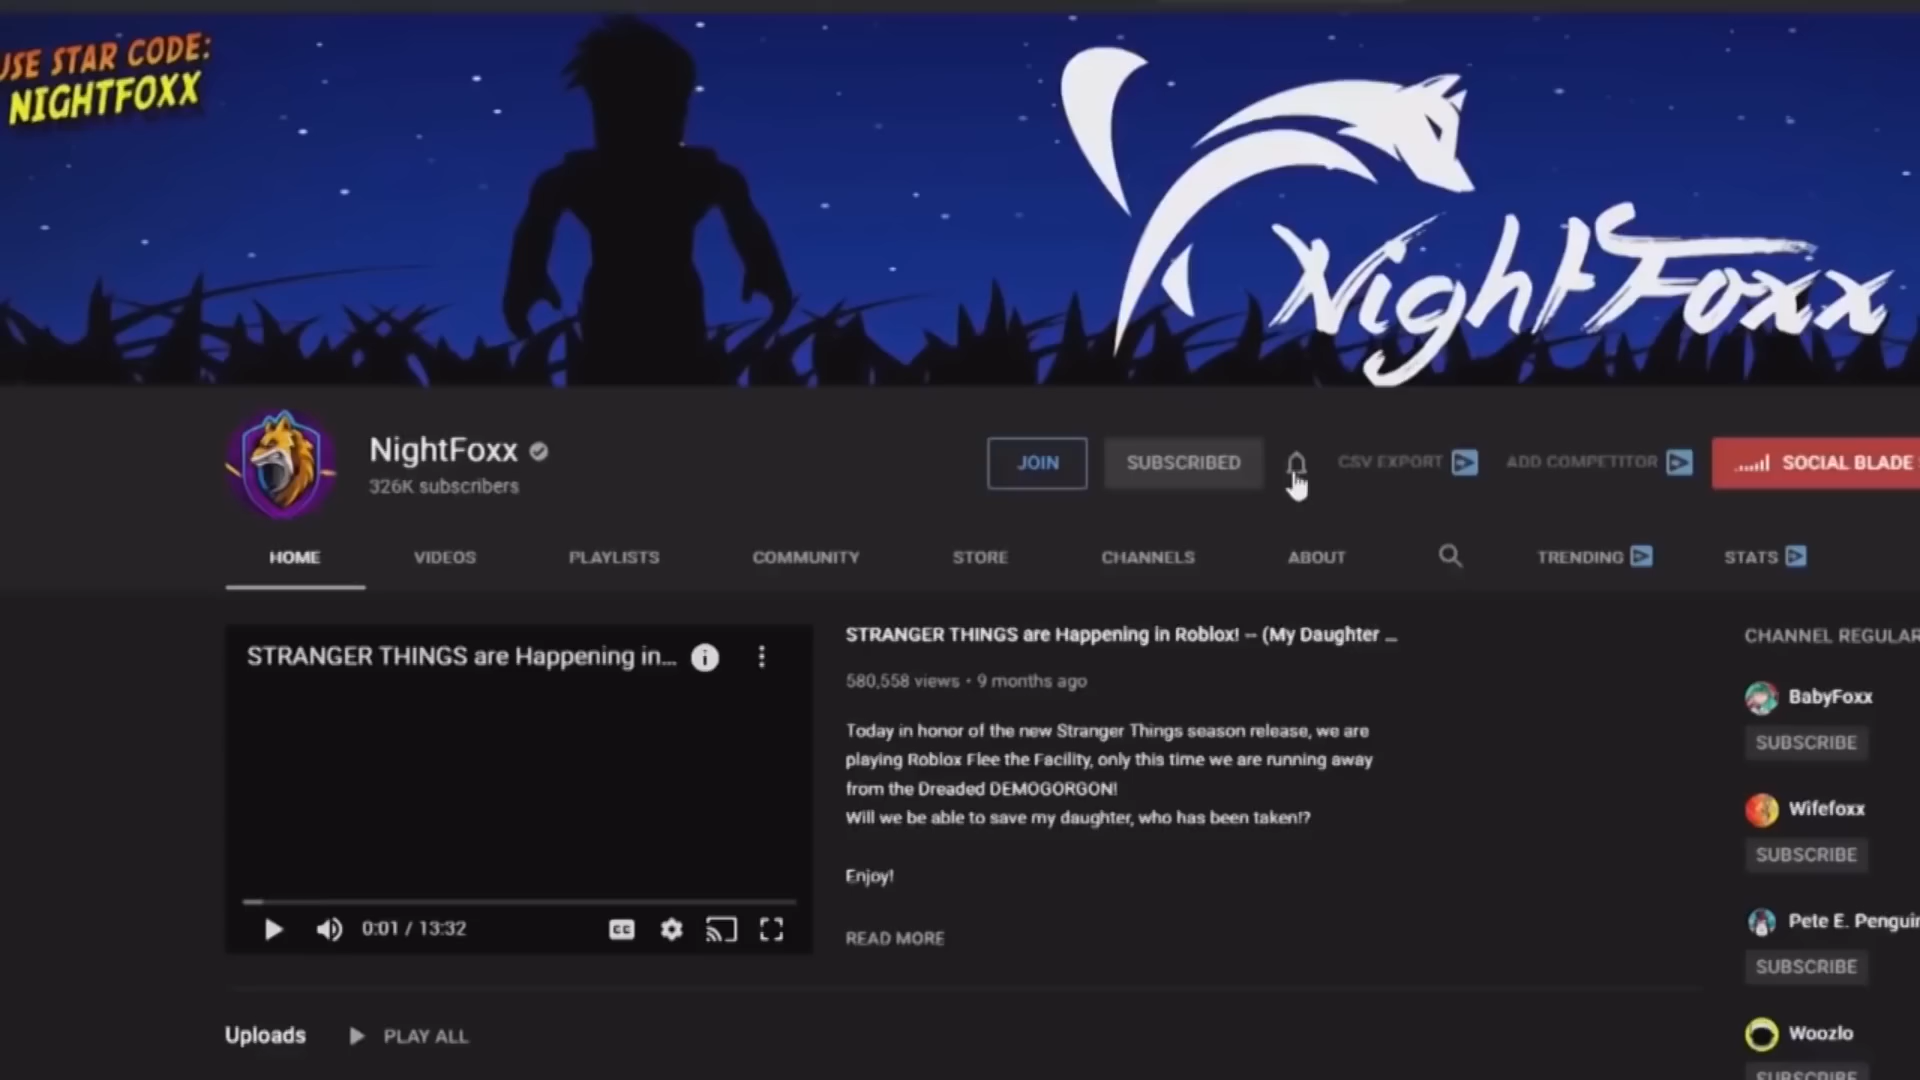 USE STAR CODE:
NIGHTFOXX
NightFoxx
NightFoxx
326K subscribers
JOIN
SUBSCRIBED
CSV EXPORT
ADD COMPETITOR
SOCIAL BLADE
HOME
VIDEOS
PLAYLISTS
COMMUNITY
STORE
CHANNELS
ABOUT
TRENDING
STATS
STRANGER THINGS are Happening in...
0:01 / 13:32
CC
STRANGER THINGS are Happening in Roblox! -- (My Daughter ...
580,558 views • 9 months ago
Today in honor of the new Stranger Things season release, we are
playing Roblox Flee the Facility, only this time we are running away
from the Dreaded DEMOGORGON!
Will we be able to save my daughter, who has been taken!?
Enjoy!
READ MORE
CHANNEL REGULAR
BabyFoxx
SUBSCRIBE
Wifefoxx
SUBSCRIBE
Pete E. Penguin
SUBSCRIBE
Woozlo
SUBSCRIBE
Uploads
PLAY ALL